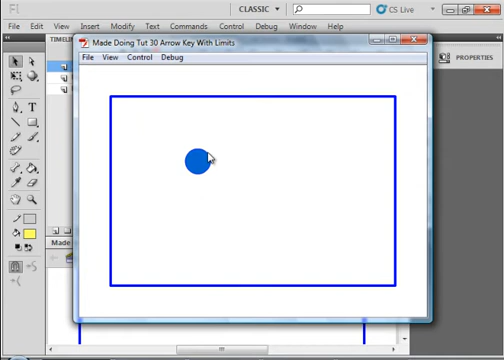 Fl
CLASSIC
CS Live
File Edit View Insert Modify Text Commands Control Debug Window Help
TIMELINE
Made Doing Tut 30 Arrow Key With Limits
File View Control Debug
PROPERTIES
Made